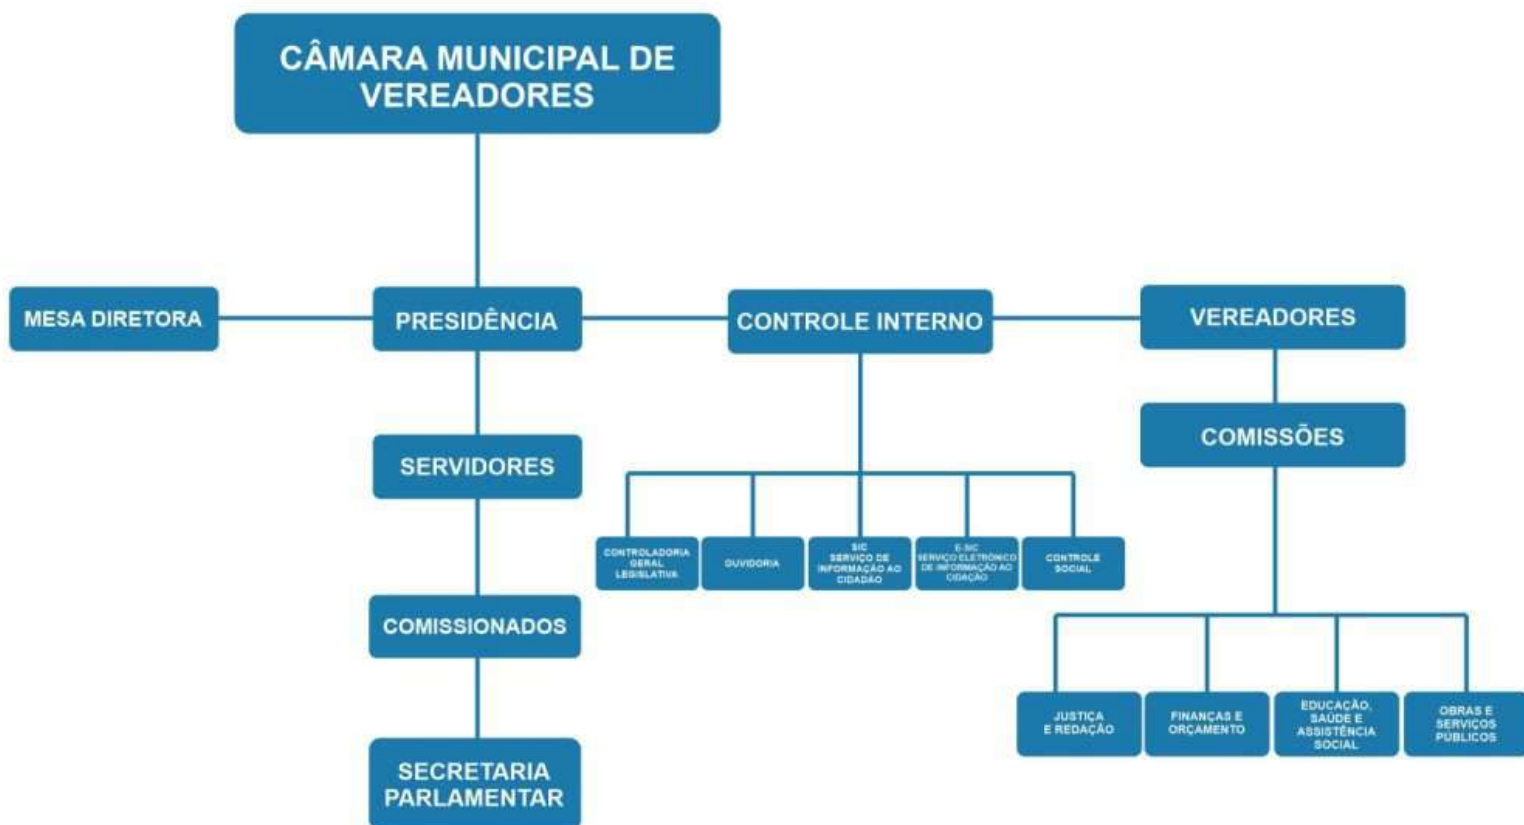 CÂMARA MUNICIPAL DE
VEREADORES
MESA DIRETORA
PRESIDÊNCIA
CONTROLE INTERNO
VEREADORES
SERVIDORES
COMISSÕES
CONTROLADORIA
GERAL
LEGISLATIVA
OUVIDORIA
SIC
SERVIÇO DE
INFORMAÇÃO AO
CIDADÃO
E-SIC
SERVIÇO ELETRÔNICO
DE INFORMAÇÃO AO
CIDAÇÃO
CONTROLE
SOCIAL
COMISSIONADOS
JUSTIÇA
E REDAÇÃO
FINANÇAS E
ORÇAMENTO
EDUCAÇÃO,
SAÚDE E
ASSISTÊNCIA
SOCIAL
OBRAS E
SERVIÇOS
PÚBLICOS
SECRETARIA
PARLAMENTAR